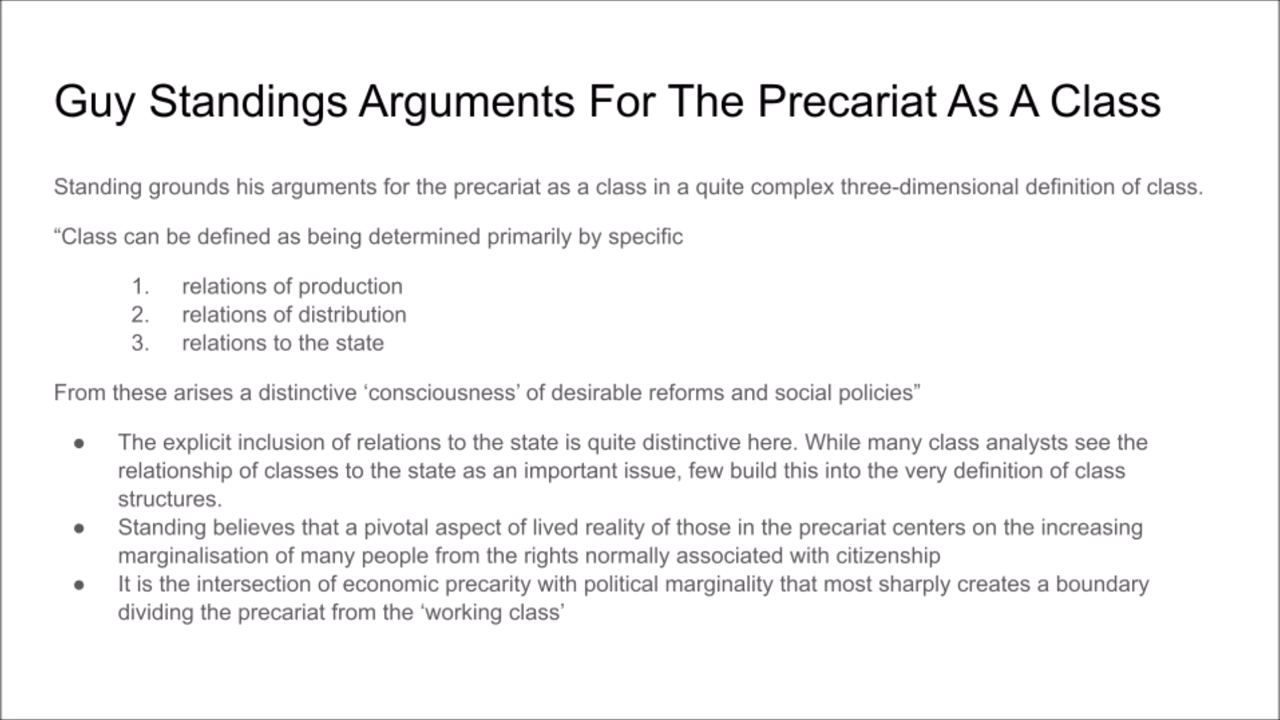 Guy Standings Arguments For The Precariat As A Class
Standing grounds his arguments for the precariat as a class in a quite complex three-dimensional definition of class.
“Class can be defined as being determined primarily by specific
1. relations of production
2. relations of distribution
3. relations to the state
From these arises a distinctive ‘consciousness’ of desirable reforms and social policies”
● The explicit inclusion of relations to the state is quite distinctive here. While many class analysts see the
relationship of classes to the state as an important issue, few build this into the very definition of class
structures.
● Standing believes that a pivotal aspect of lived reality of those in the precariat centers on the increasing
marginalisation of many people from the rights normally associated with citizenship
● It is the intersection of economic precarity with political marginality that most sharply creates a boundary
dividing the precariat from the ‘working class’